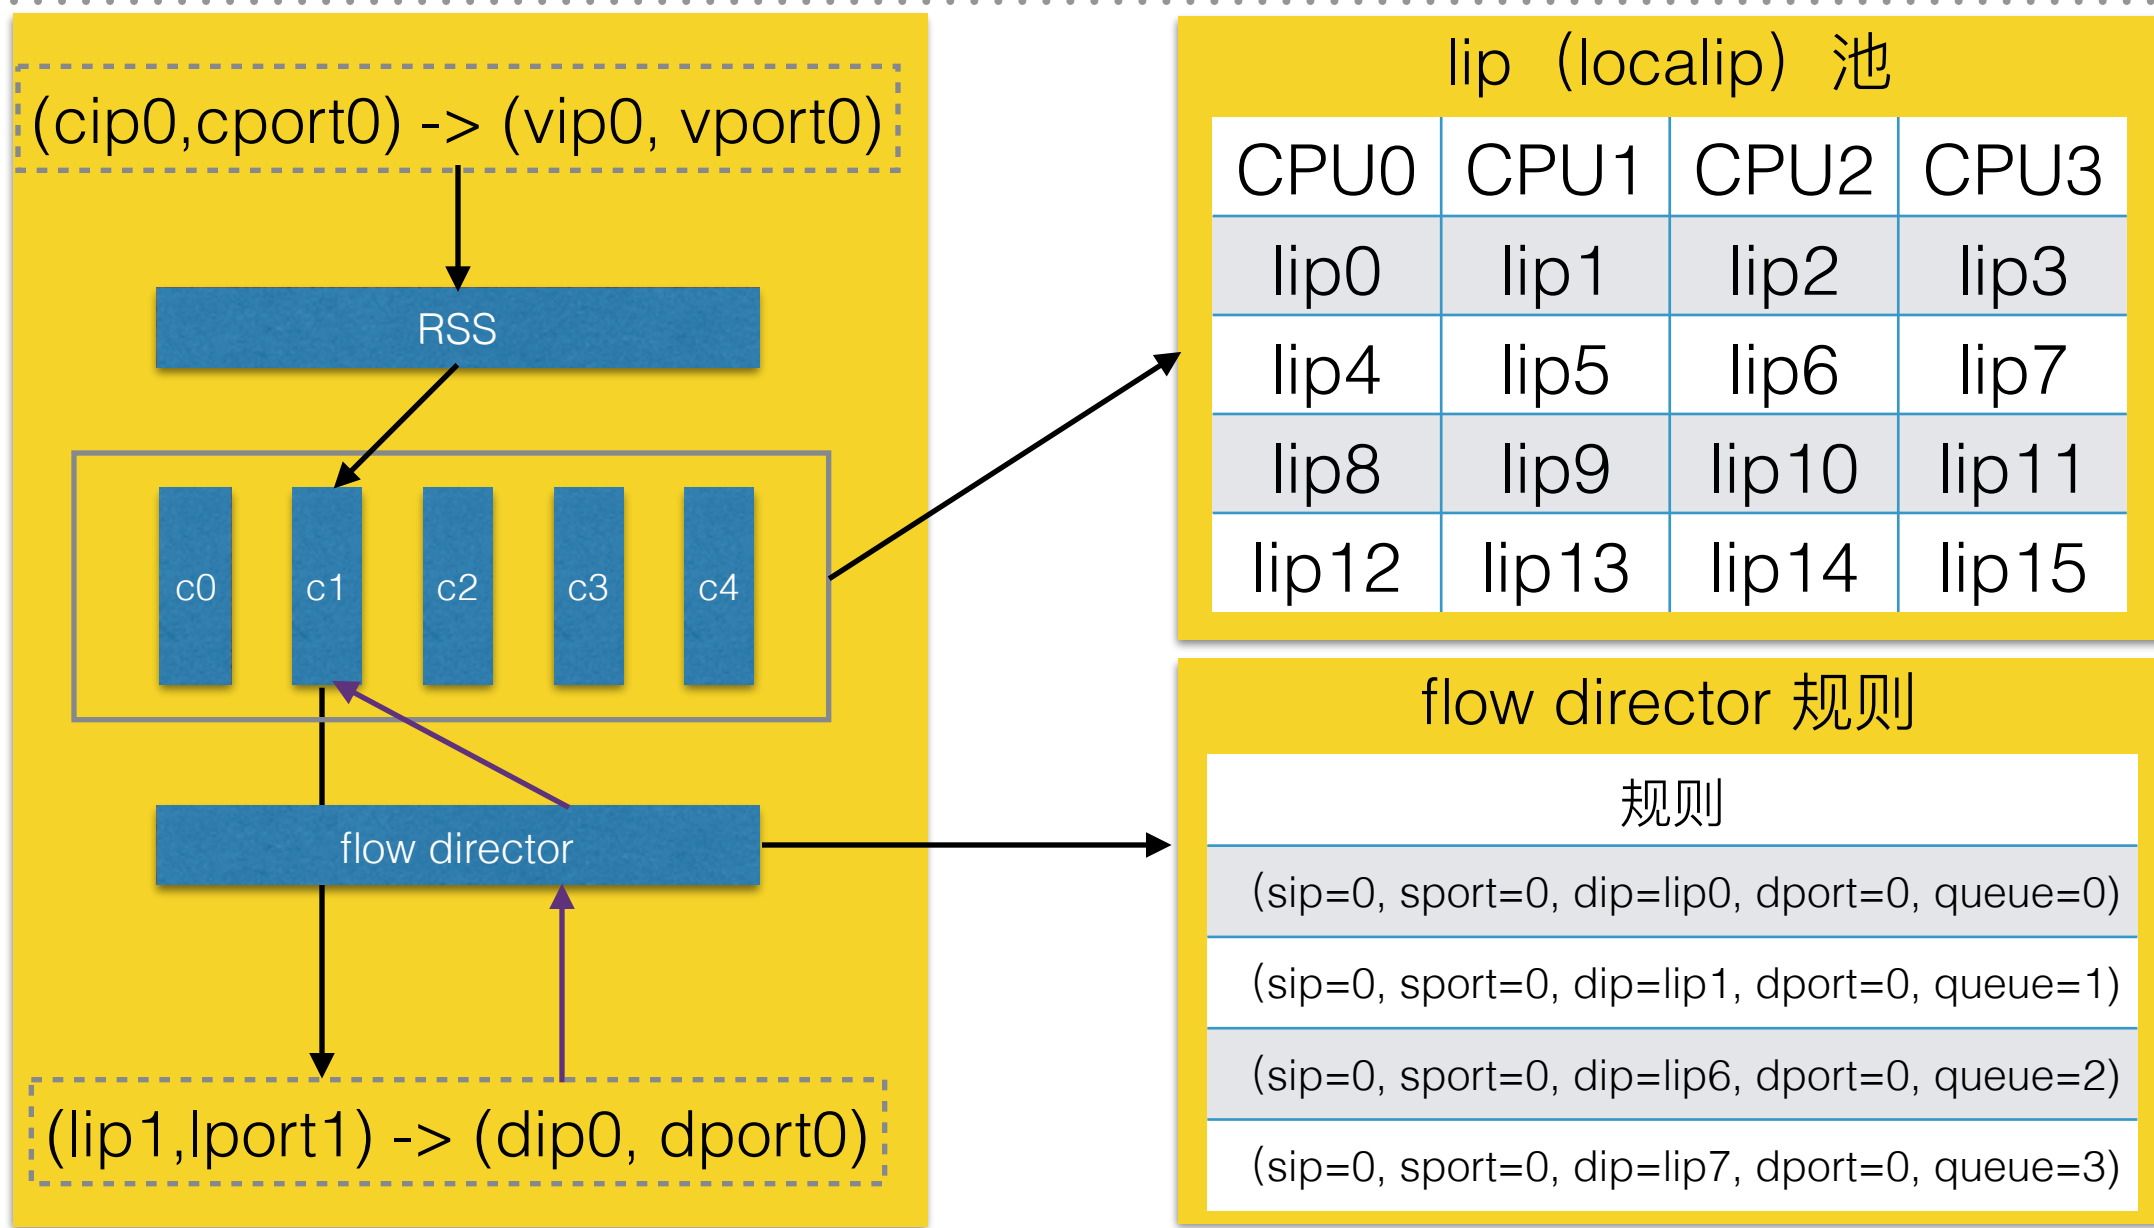 (cip0,cport0) -> (vip0, vport0)
RSS
c0 c1 c2 c3 c4
flow director
(lip1,lport1) -> (dip0, dport0)
lip（localip）池
CPU0 CPU1 CPU2 CPU3
lip0 lip1 lip2 lip3
lip4 lip5 lip6 lip7
lip8 lip9 lip10 lip11
lip12 lip13 lip14 lip15
flow director 规则
规则
(sip=0, sport=0, dip=lip0, dport=0, queue=0)
(sip=0, sport=0, dip=lip1, dport=0, queue=1)
(sip=0, sport=0, dip=lip6, dport=0, queue=2)
(sip=0, sport=0, dip=lip7, dport=0, queue=3)